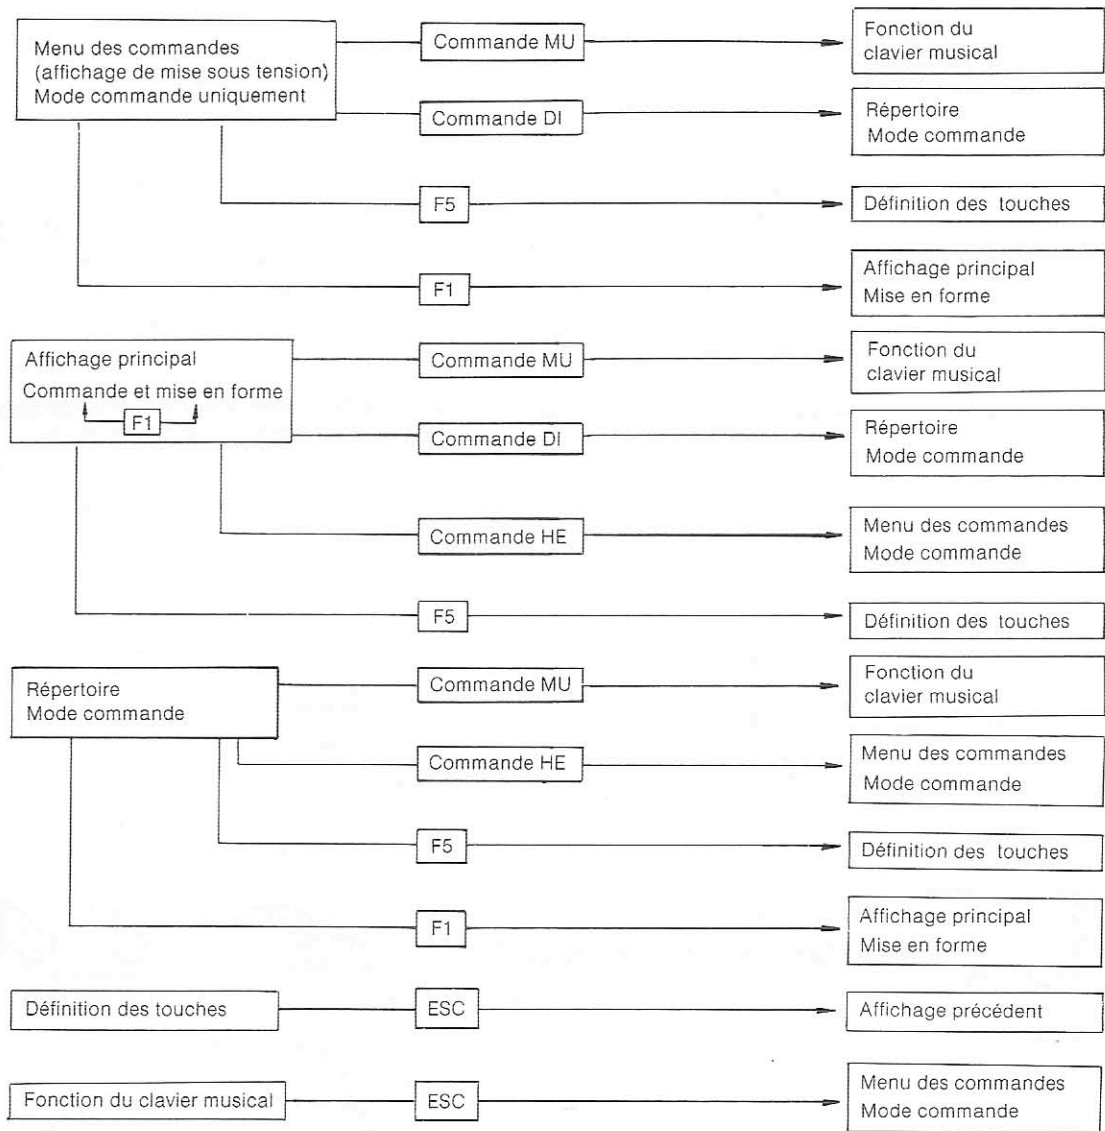 Menu des commandes
(affichage de mise sous tension)
Mode commande uniquement
Commande MU
Fonction du
clavier musical
Commande DI
Répertoire
Mode commande
F5
Définition des touches
F1
Affichage principal
Mise en forme
Affichage principal
Commande et mise en forme
F1
Commande MU
Fonction du
clavier musical
Commande DI
Répertoire
Mode commande
Commande HE
Menu des commandes
Mode commande
F5
Définition des touches
Répertoire
Mode commande
Commande MU
Fonction du
clavier musical
Commande HE
Menu des commandes
Mode commande
F5
Définition des touches
F1
Affichage principal
Mise en forme
Définition des touches
ESC
Affichage précédent
Fonction du clavier musical
ESC
Menu des commandes
Mode commande